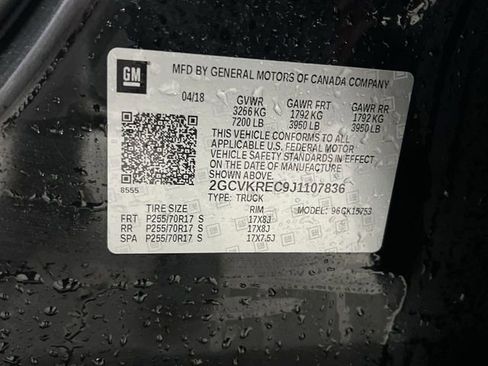 GM
MFD BY GENERAL MOTORS OF CANADA COMPANY
04/18 GVWR GAWR FRT GAWR RR
3266 KG 1792 KG 1792 KG
7200 LB 3950 LB 3950 LB
THIS VEHICLE CONFORMS TO ALL
APPLICABLE U.S. FEDERAL MOTOR
VEHICLE SAFETY STANDARDS IN EFFECT
ON THE DATE OF MANUFACTURE
SHOWN ABOVE.
8555 2GCVKREC9J1107836
TYPE: TRUCK
TIRE SIZE RIM MODEL: 96CK15753
FRT P255/70R17 S 17X8J
RR P255/70R17 S 17X8J
SPA P255/70R17 S 17X7.5J